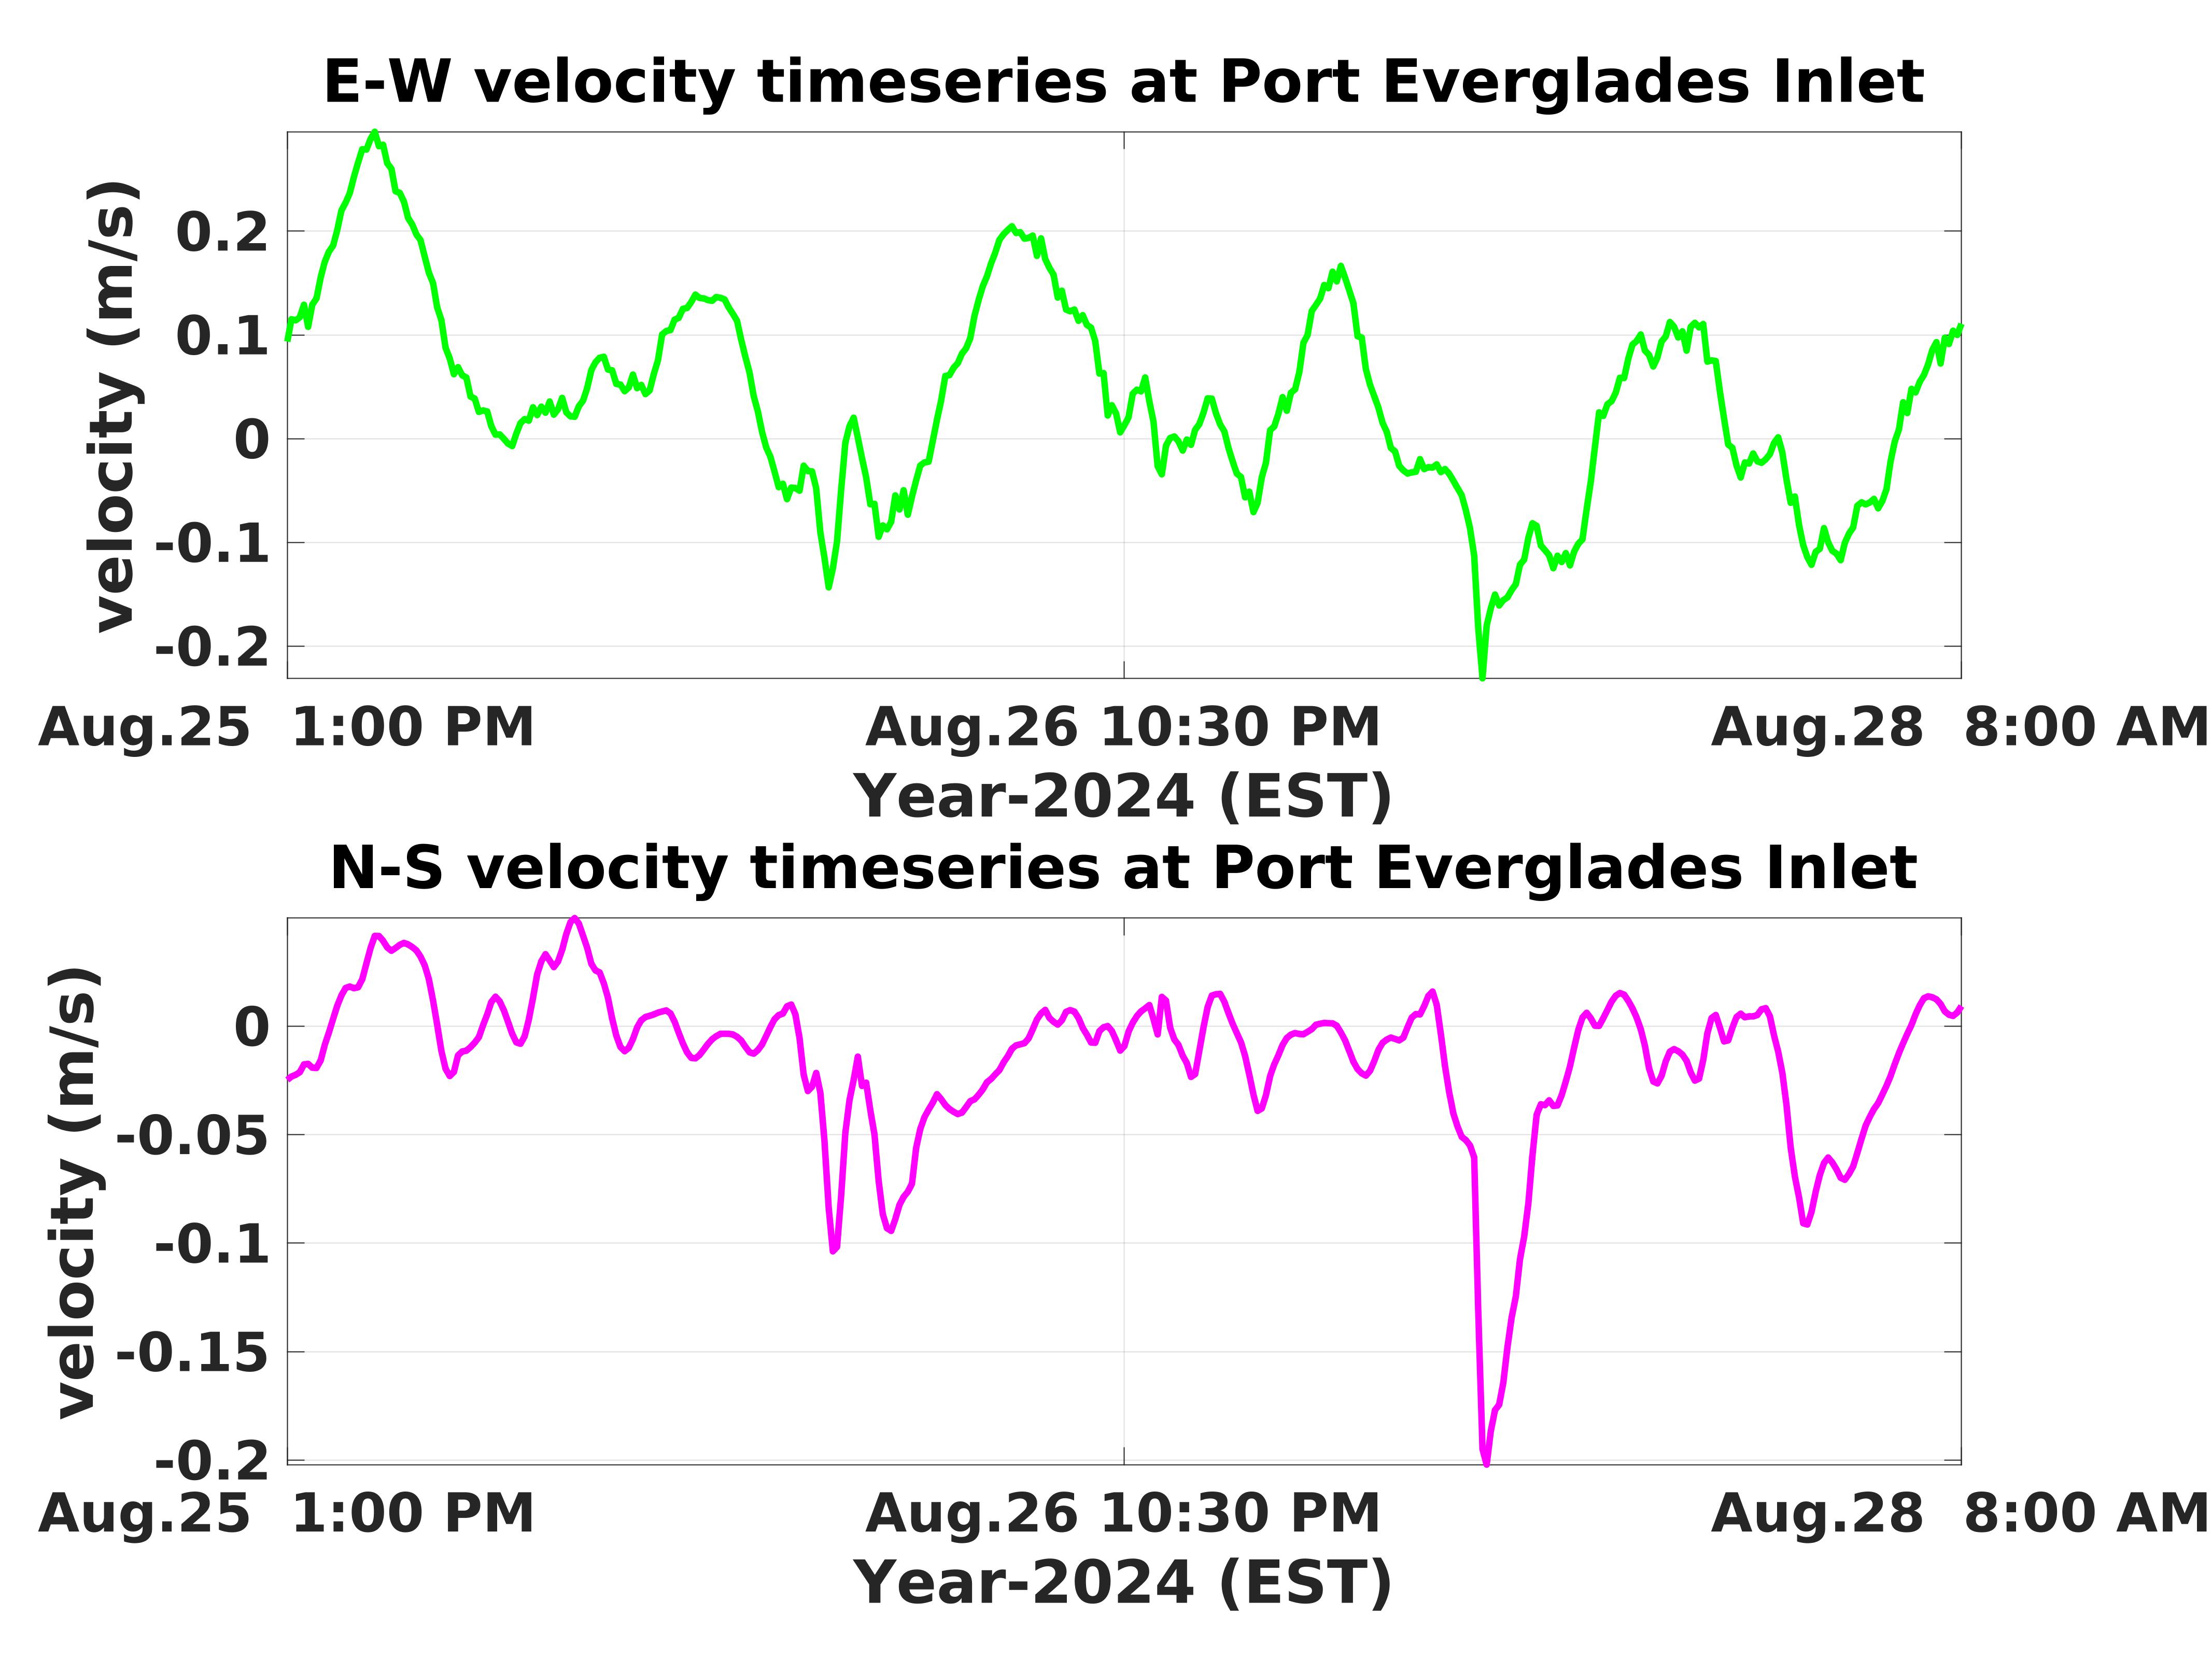 E-W velocity timeseries at Port Everglades Inlet
velocity (m/s)
0.2
0.1
0
-0.1
-0.2
Aug.25 1:00 PM Aug.26 10:30 PM Aug.28 8:00 AM
Year-2024 (EST)
N-S velocity timeseries at Port Everglades Inlet
velocity (m/s)
0
-0.05
-0.1
-0.15
-0.2
Aug.25 1:00 PM Aug.26 10:30 PM Aug.28 8:00 AM
Year-2024 (EST)